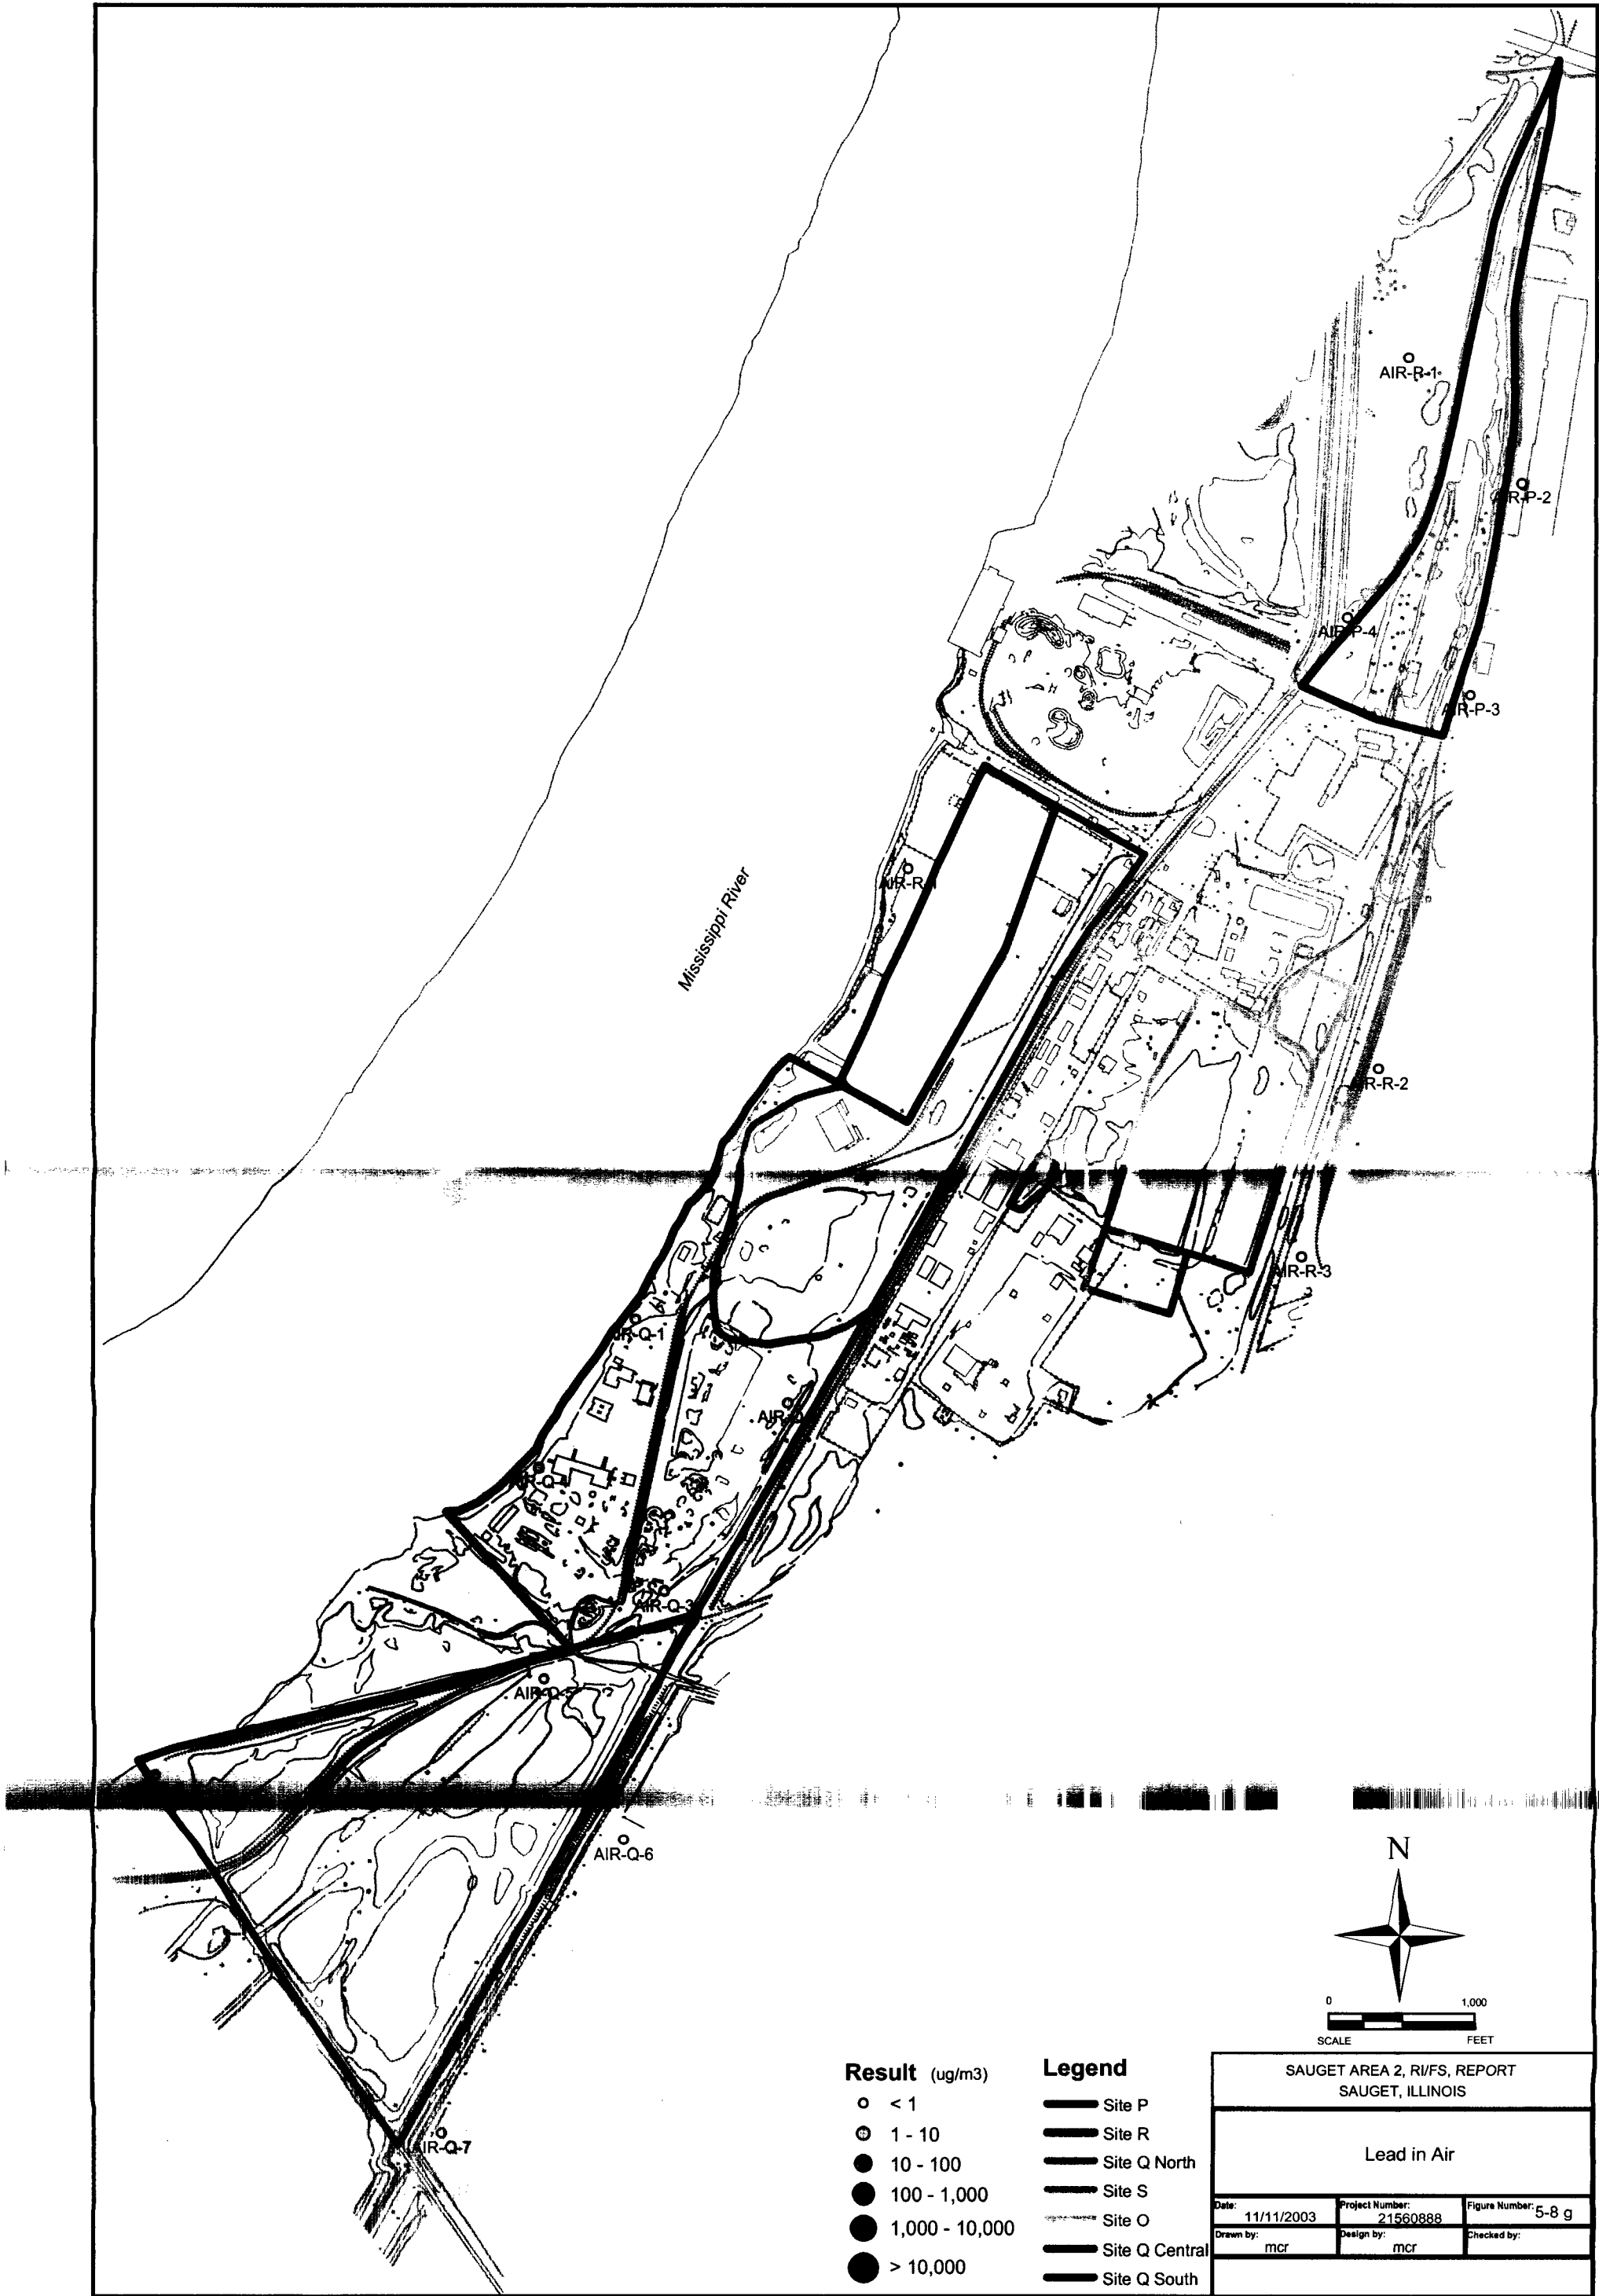 AIR-R-1
AIR-P-2
AIR-P-4
AIR-P-3
Mississippi River
AIR-R-1
AIR-R-2
AIR-R-3
AIR-Q-1
AIR-Q-3
AIR-Q-5
AIR-Q-6
AIR-Q-7
N
0 1,000
SCALE FEET
Result (ug/m3)
< 1
1 - 10
10 - 100
100 - 1,000
1,000 - 10,000
> 10,000
Legend
Site P
Site R
Site Q North
Site S
Site O
Site Q Central
Site Q South
SAUGET AREA 2, RI/FS, REPORT
SAUGET, ILLINOIS
Lead in Air
Date: 11/11/2003
Project Number: 21560888
Figure Number: 5-8 g
Drawn by: mcr
Design by: mcr
Checked by: